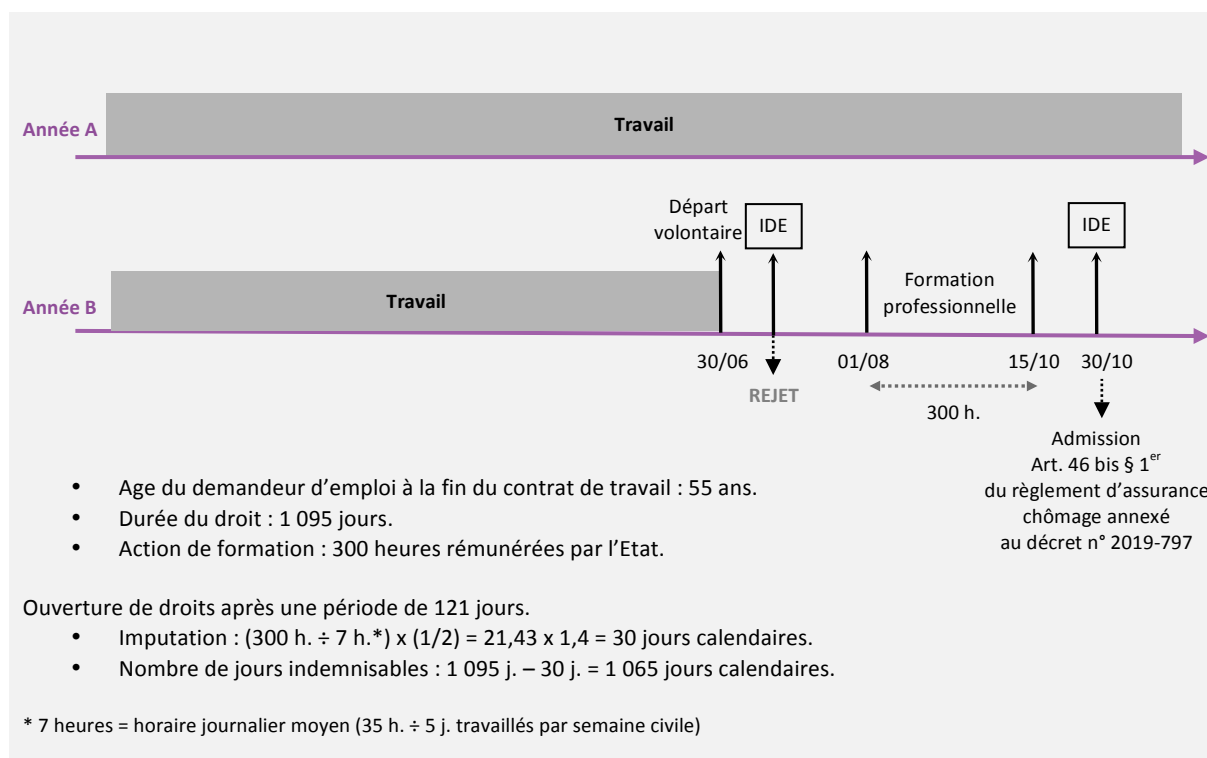 Année A
Travail
Départ
volontaire
IDE
IDE
Année B
Travail
Formation
professionnelle
30/06
01/08
15/10
30/10
REJET
300 h.
Admission
Art. 46 bis § 1er
du règlement d’assurance
chômage annexé
au décret n° 2019-797
• Age du demandeur d’emploi à la fin du contrat de travail : 55 ans.
• Durée du droit : 1 095 jours.
• Action de formation : 300 heures rémunérées par l’Etat.
Ouverture de droits après une période de 121 jours.
• Imputation : (300 h. ÷ 7 h.*) x (1/2) = 21,43 x 1,4 = 30 jours calendaires.
• Nombre de jours indemnisables : 1 095 j. – 30 j. = 1 065 jours calendaires.
* 7 heures = horaire journalier moyen (35 h. ÷ 5 j. travaillés par semaine civile)